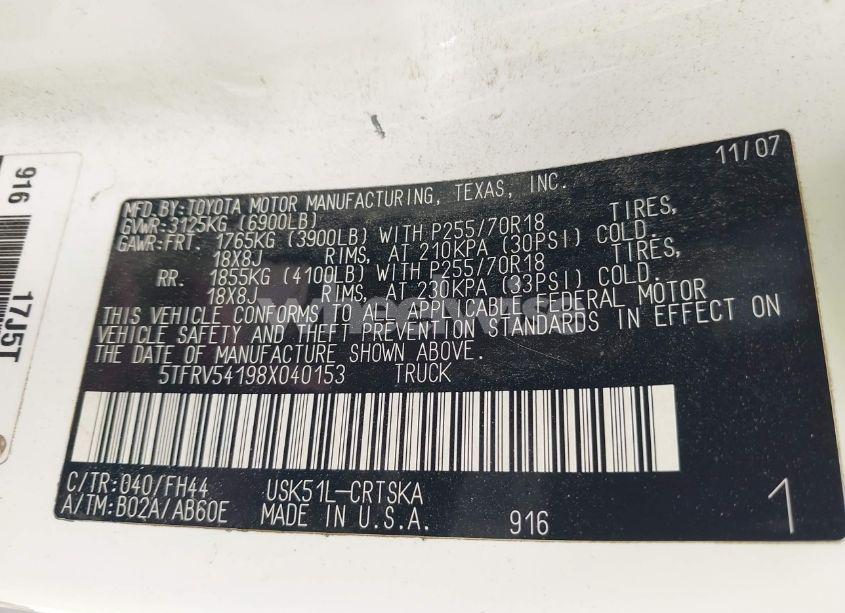 11/07
MFD.BY:TOYOTA MOTOR MANUFACTURING, TEXAS, INC.
GVWR:3125KG (6900LB)
GAWR:FRT. 1765KG (3900LB) WITH P255/70R18 TIRES,
18X8J RIMS, AT 210KPA (30PSI) COLD.
RR. 1855KG (4100LB) WITH P255/70R18 TIRES,
18X8J RIMS, AT 230KPA (33PSI) COLD.
THIS VEHICLE CONFORMS TO ALL APPLICABLE FEDERAL MOTOR
VEHICLE SAFETY AND THEFT PREVENTION STANDARDS IN EFFECT ON
THE DATE OF MANUFACTURE SHOWN ABOVE.
5TFRV54198X040153 TRUCK
C/TR:040/FH44 USK51L-CRTSKA
A/TM:B02A/AB60E MADE IN U.S.A. 916 1
916
17J5T